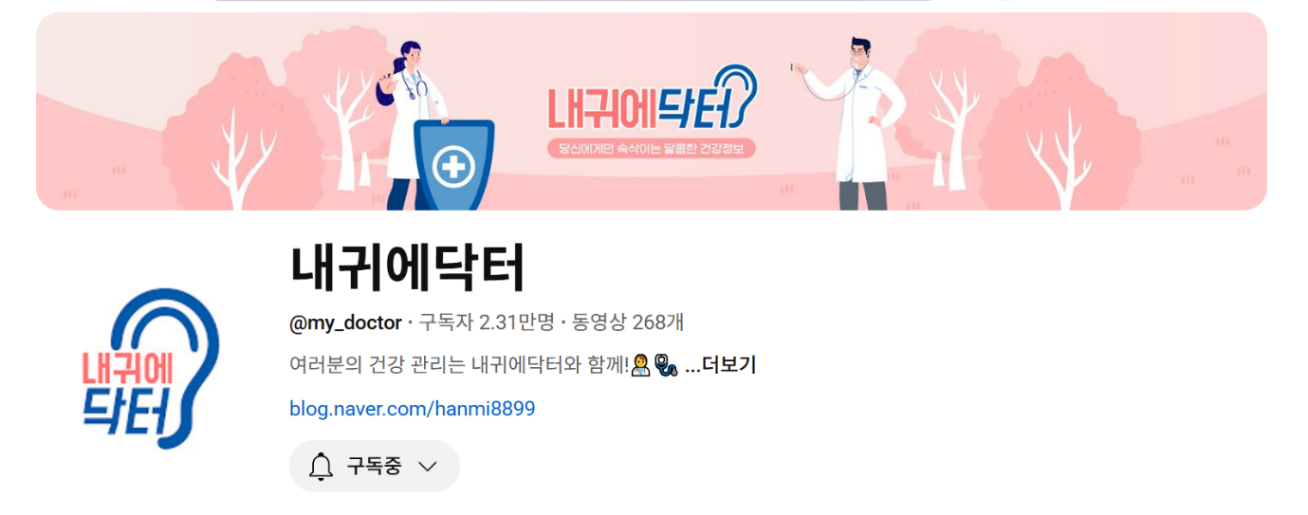 내귀에닥터
당신에게만 속삭이는 달콤한 건강정보
내귀에닥터
@my_doctor · 구독자 2.31만명 · 동영상 268개
여러분의 건강 관리는 내귀에닥터와 함께!👩‍⚕️🩺 ...더보기
blog.naver.com/hanmi8899
구독중
내귀에
닥터